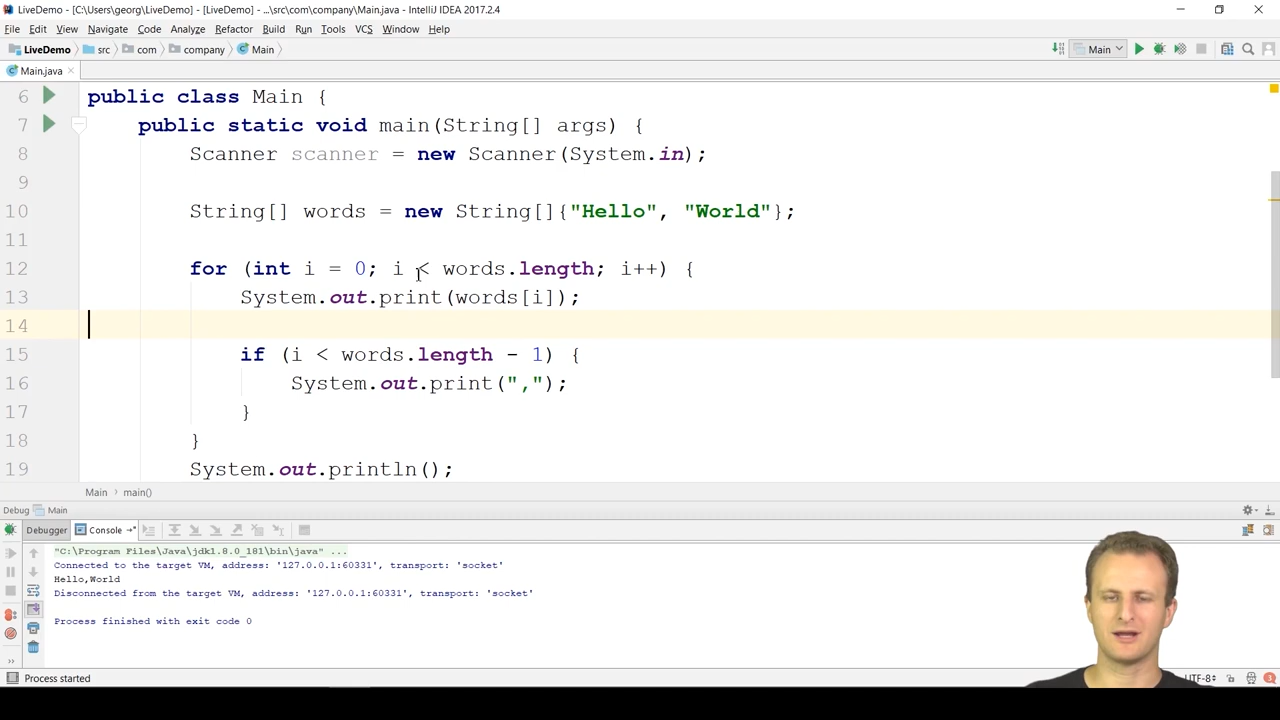 LiveDemo - [C:\Users\georg\LiveDemo] - [LiveDemo] - ...\src\com\company\Main.java - IntelliJ IDEA 2017.2.4
File Edit View Navigate Code Analyze Refactor Build Run Tools VCS Window Help
LiveDemo src com company Main Main
Main.java
6 public class Main {
7 public static void main(String[] args) {
8 Scanner scanner = new Scanner(System.in);
9
10 String[] words = new String[]{"Hello", "World"};
11
12 for (int i = 0; i < words.length; i++) {
13 System.out.print(words[i]);
14
15 if (i < words.length - 1) {
16 System.out.print(",");
17 }
18 }
19 System.out.println();
Main › main()
Debug Main
Debugger Console
"C:\Program Files\Java\jdk1.8.0_181\bin\java" ...
Connected to the target VM, address: '127.0.0.1:60331', transport: 'socket'
Hello,World
Disconnected from the target VM, address: '127.0.0.1:60331', transport: 'socket'
Process finished with exit code 0
Process started UTF-8 3